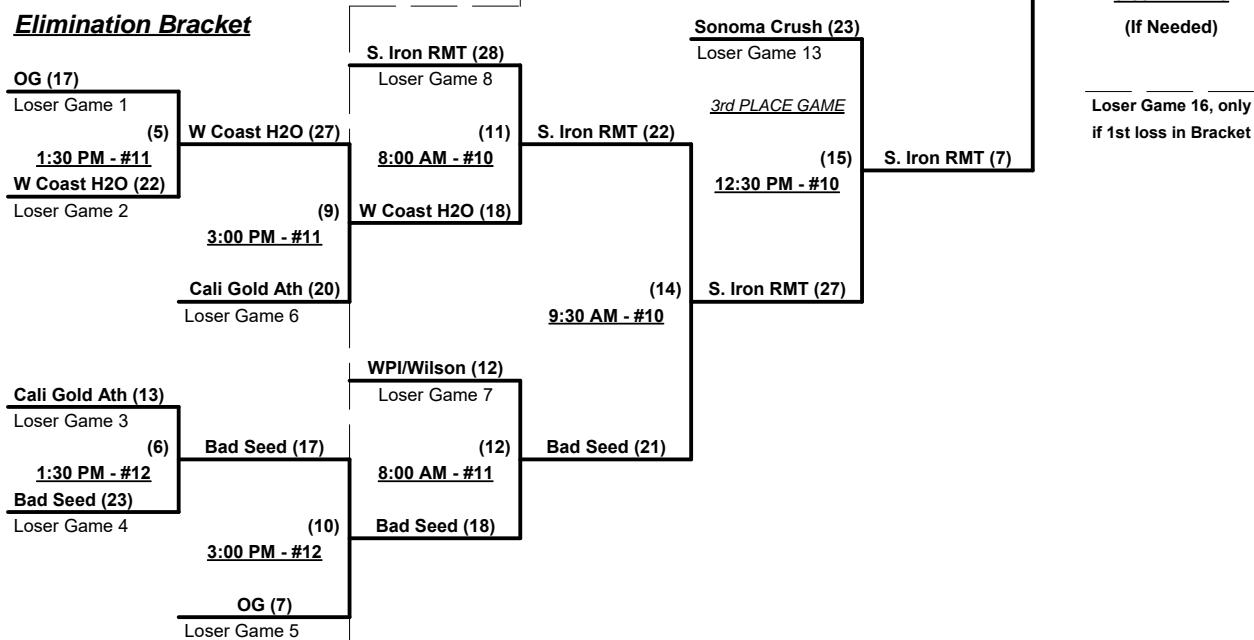 Elimination Bracket
OG (17)
Loser Game 1
(5)
1:30 PM - #11
W Coast H2O (22)
Loser Game 2
W Coast H2O (27)
(9)
3:00 PM - #11
Cali Gold Ath (20)
Loser Game 6
Cali Gold Ath (13)
Loser Game 3
(6)
1:30 PM - #12
Bad Seed (23)
Loser Game 4
Bad Seed (17)
(10)
3:00 PM - #12
OG (7)
Loser Game 5
S. Iron RMT (28)
Loser Game 8
(11)
8:00 AM - #10
W Coast H2O (18)
WPI/Wilson (12)
Loser Game 7
(12)
8:00 AM - #11
Bad Seed (18)
S. Iron RMT (22)
(14)
9:30 AM - #10
Bad Seed (21)
Sonoma Crush (23)
Loser Game 13
3rd PLACE GAME
(15)
12:30 PM - #10
S. Iron RMT (27)
S. Iron RMT (7)
(If Needed)
Loser Game 16, only
if 1st loss in Bracket